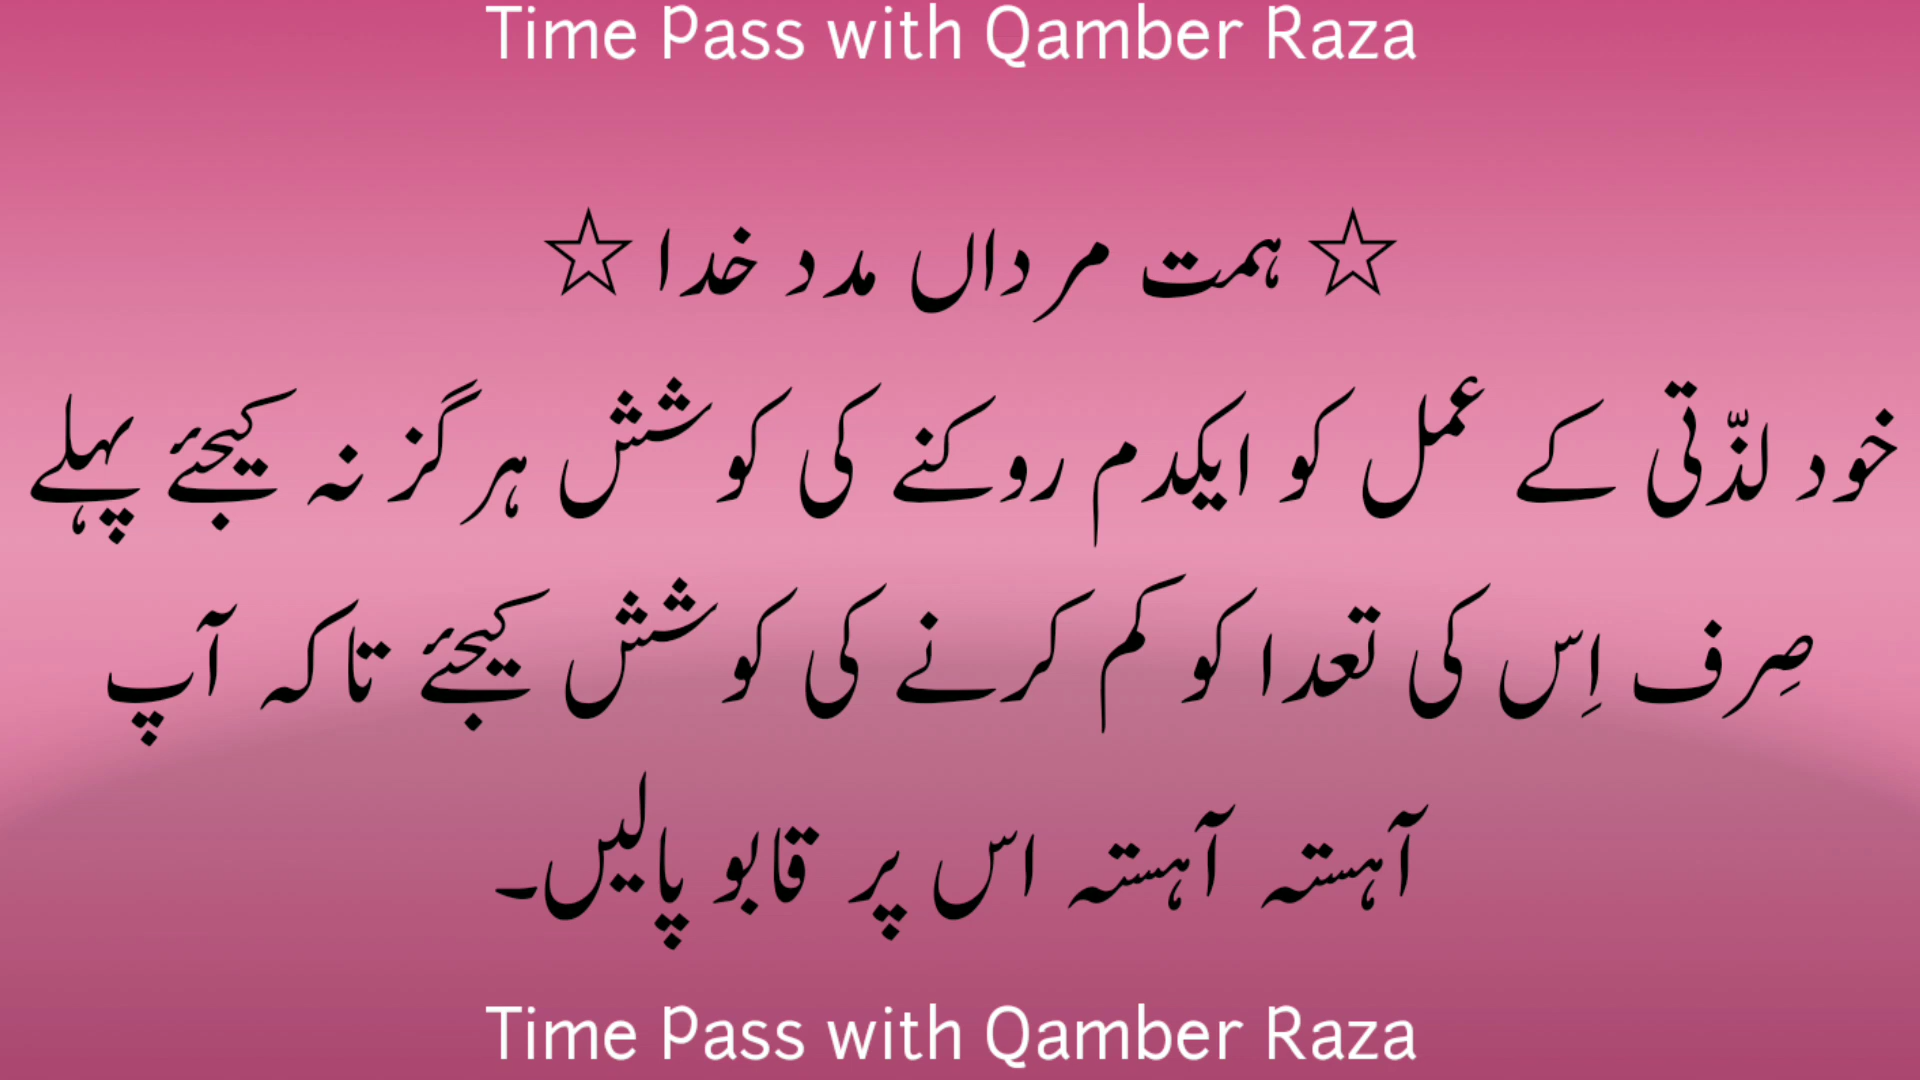 Time Pass with Qamber Raza
☆ ہمت مرداں مدد خدا ☆
خود لذّتی کے عمل کو ایکدم روکنے کی کوشش ہرگز نہ کیجئے پہلے
صِرف اِس کی تعدا کو کم کرنے کی کوشش کیجئے تاکہ آپ
آہستہ آہستہ اس پر قابو پالیں۔
Time Pass with Qamber Raza